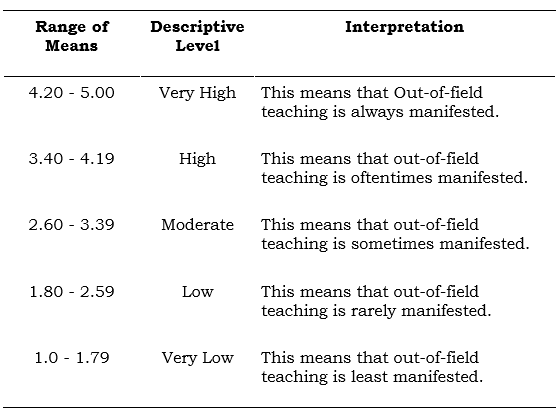 Range of Means Descriptive Level Interpretation
4.20 - 5.00 Very High This means that Out-of-field
teaching is always manifested.
3.40 - 4.19 High This means that out-of-field
teaching is oftentimes manifested.
2.60 - 3.39 Moderate This means that out-of-field
teaching is sometimes manifested.
1.80 - 2.59 Low This means that out-of-field
teaching is rarely manifested.
1.0 - 1.79 Very Low This means that out-of-field
teaching is least manifested.